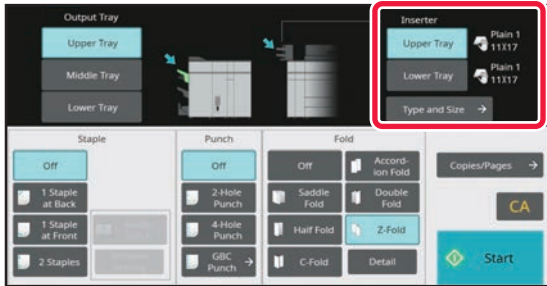 Output Tray
Upper Tray
Middle Tray
Lower Tray
Inserter
Upper Tray
Plain 1
11X17
Lower Tray
Plain 1
11X17
Type and Size
Staple
Off
1 Staple
at Back
1 Staple
at Front
2 Staples
Punch
Off
2-Hole
Punch
4-Hole
Punch
GBC
Punch
Fold
Off
Accord-
ion Fold
Saddle
Fold
Double
Fold
Half Fold
Z-Fold
C-Fold
Detail
Copies/Pages
CA
Start